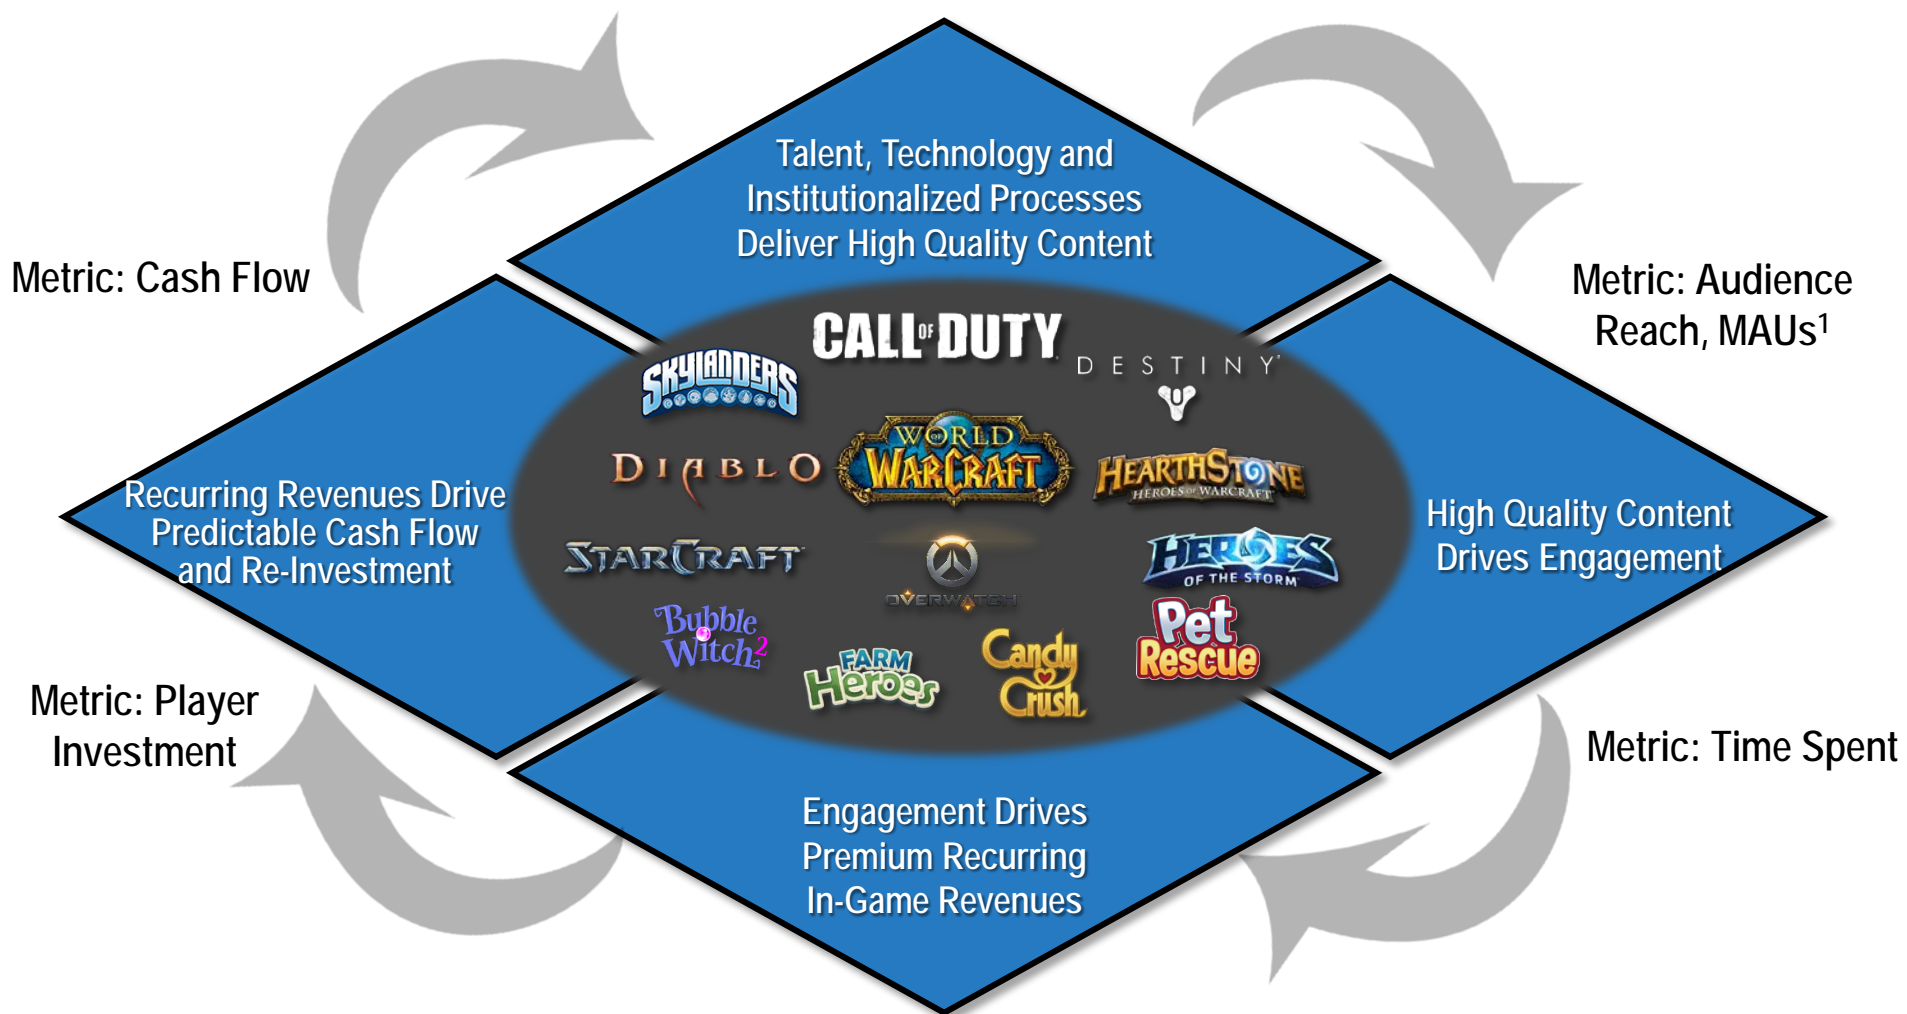 Talent, Technology and
Institutionalized Processes
Deliver High Quality Content
Metric: Cash Flow
Metric: Audience
Reach, MAUs¹
CALL OF DUTY
SKYLANDERS
DESTINY
WORLD
OF
WARCRAFT
DIABLO
HEARTHSTONE
HEROES OF WARCRAFT
Recurring Revenues Drive
Predictable Cash Flow
and Re-Investment
High Quality Content
Drives Engagement
STARCRAFT
OVERWATCH
HEROES
OF THE STORM
Bubble
Witch 2
FARM
Heroes
Candy
Crush
Pet
Rescue
Metric: Player
Investment
Metric: Time Spent
Engagement Drives
Premium Recurring
In-Game Revenues